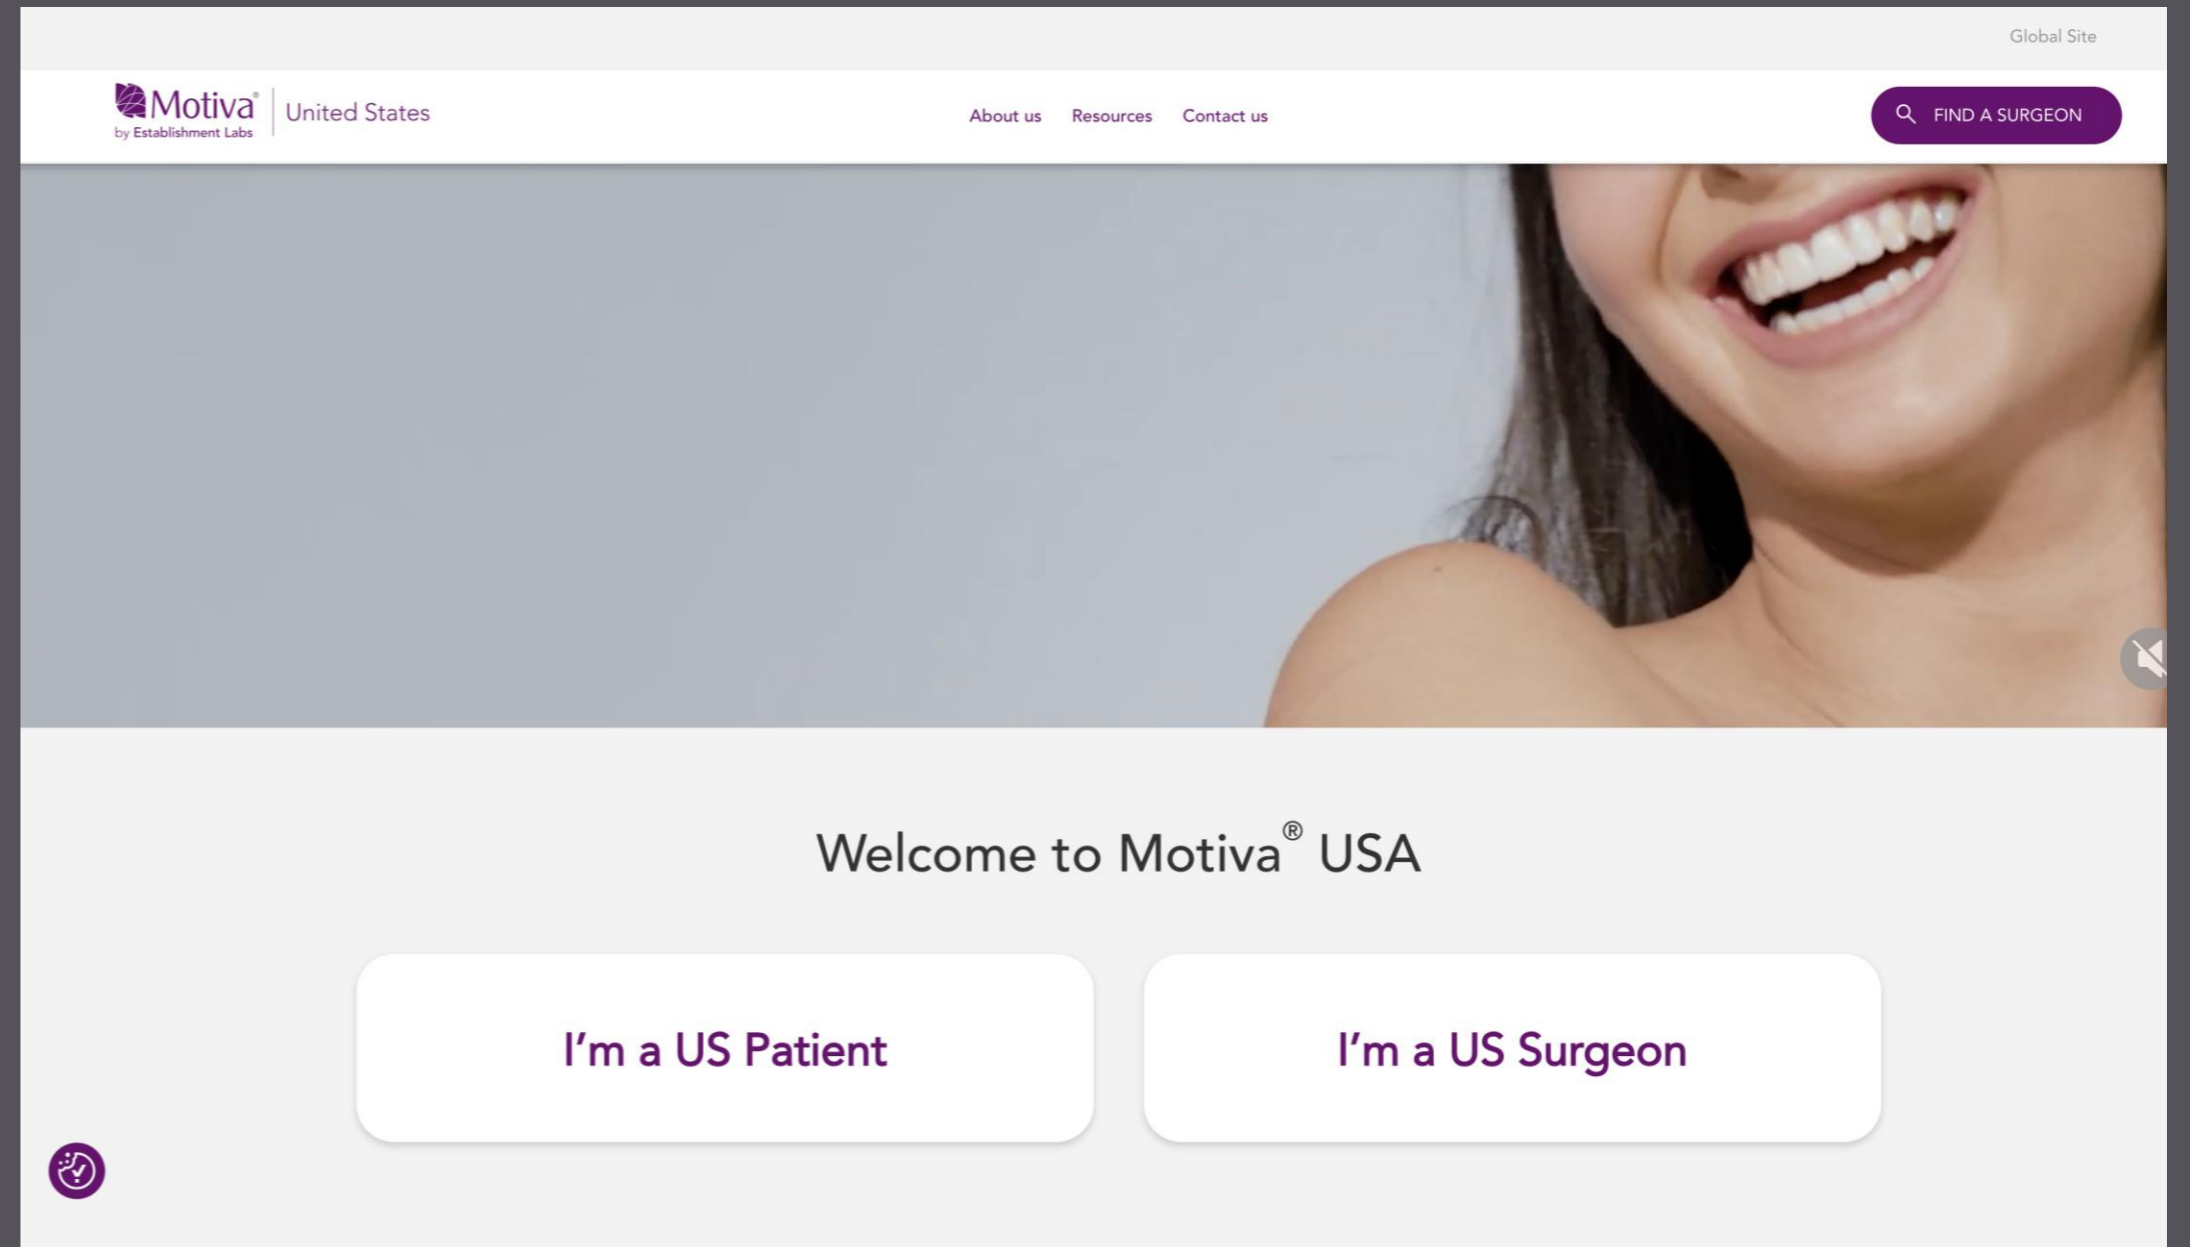 Global Site
Motiva®
by Establishment Labs
United States
About us
Resources
Contact us
FIND A SURGEON
Welcome to Motiva® USA
I’m a US Patient
I’m a US Surgeon